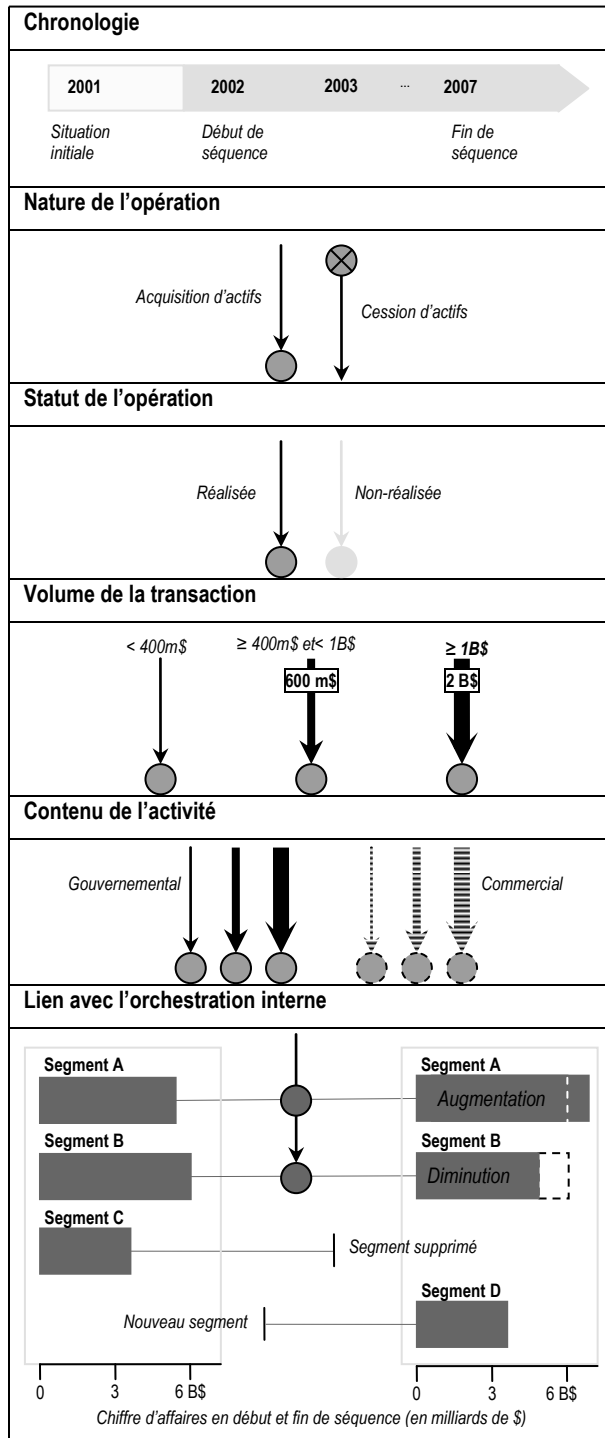 Chronologie
2001 2002 2003 ... 2007
Situation initiale
Début de séquence
Fin de séquence
Nature de l'opération
Acquisition d'actifs
Cession d'actifs
Statut de l'opération
Réalisée
Non-réalisée
Volume de la transaction
< 400m$
≥ 400m$ et< 1B$
≥ 1B$
600 m$
2 B$
Contenu de l'activité
Gouvernemental
Commercial
Lien avec l'orchestration interne
Segment A
Segment A
Augmentation
Segment B
Segment B
Diminution
Segment C
Segment supprimé
Segment D
Nouveau segment
0 3 6 B$
0 3 6 B$
Chiffre d'affaires en début et fin de séquence (en milliards de $)